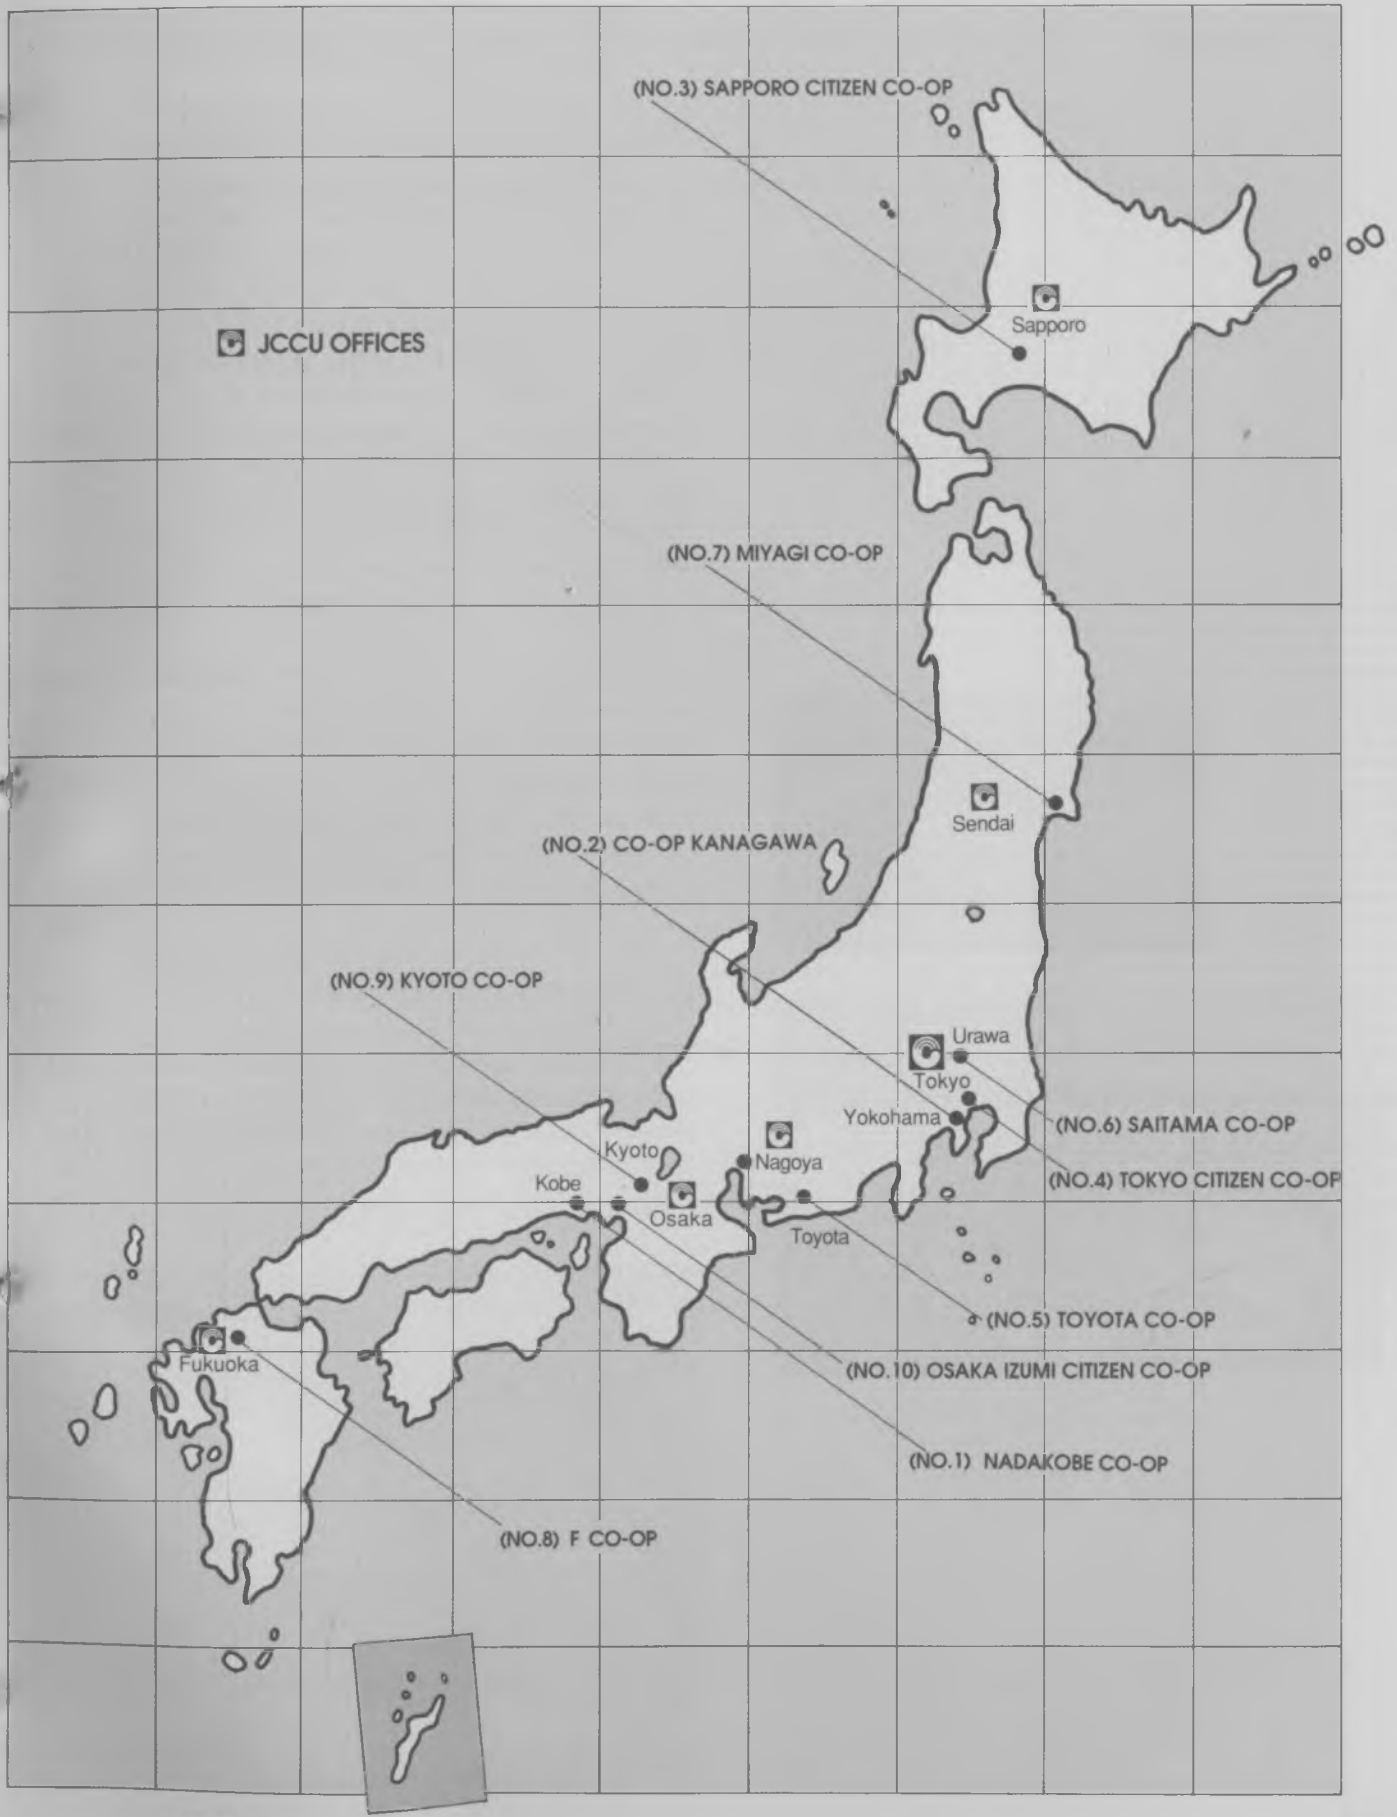 (NO.3) SAPPORO CITIZEN CO-OP
Sapporo
JCCU OFFICES
(NO.7) MIYAGI CO-OP
Sendai
(NO.2) CO-OP KANAGAWA
(NO.9) KYOTO CO-OP
Urawa
Tokyo
Yokohama
(NO.6) SAITAMA CO-OP
Kyoto
Nagoya
(NO.4) TOKYO CITIZEN CO-OP
Kobe
Osaka
Toyota
(NO.5) TOYOTA CO-OP
Fukuoka
(NO.10) OSAKA IZUMI CITIZEN CO-OP
(NO.1) NADAKOBE CO-OP
(NO.8) F CO-OP